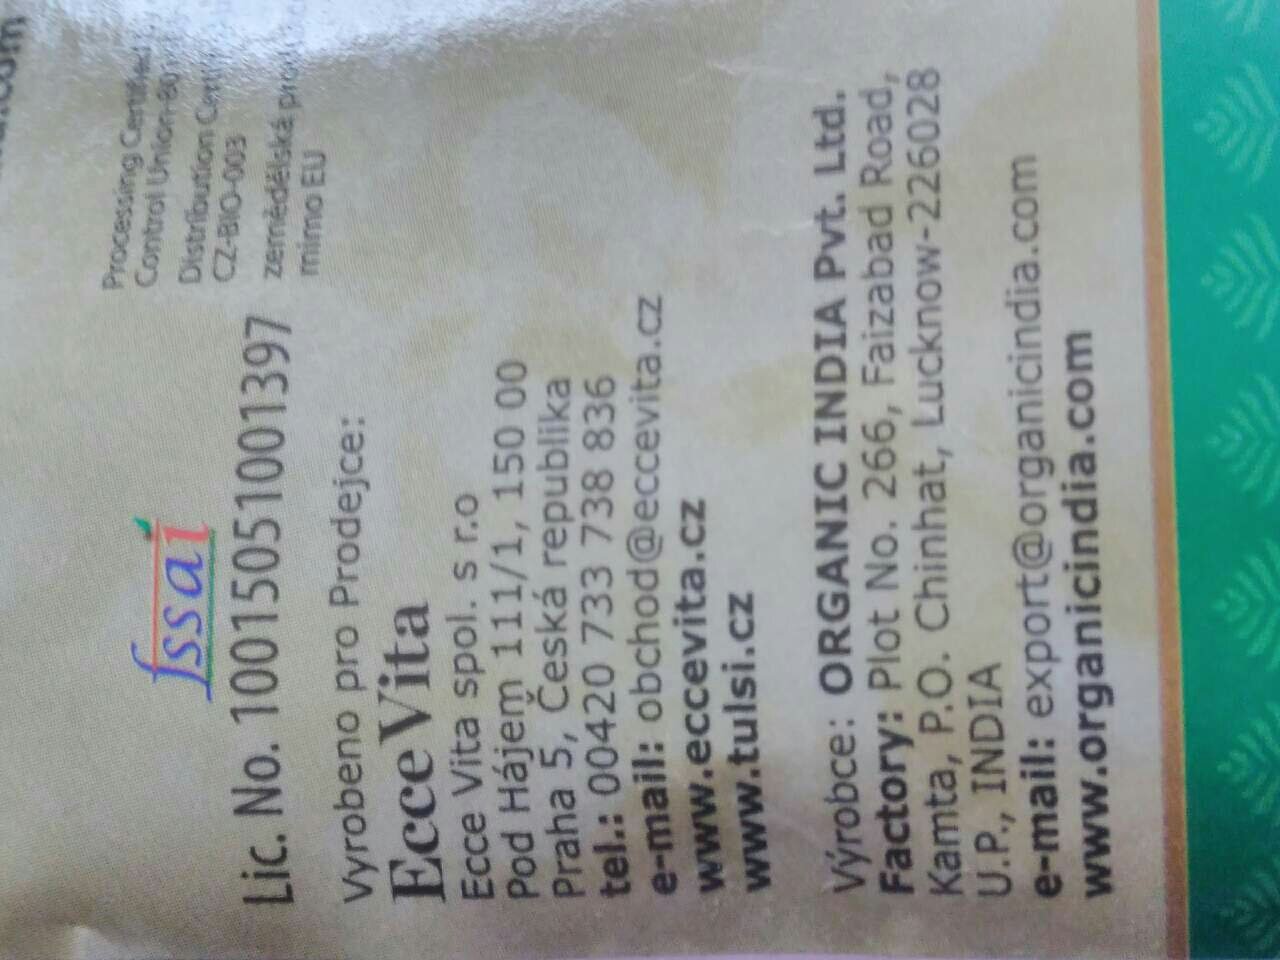 fssai
Lic. No. 10015051001397
Processing Certified
Control Union-80
Distribution
CZ-BIO-003
zemědělská
mimo EU
Vyrobeno pro Prodejce:
EcceVita
Ecce Vita spol. s r.o
Pod Hájem 111/1, 150 00
Praha 5, Česká republika
tel.: 00420 733 738 836
e-mail: obchod@eccevita.cz
www.eccevita.cz
www.tulsi.cz
Výrobce: ORGANIC INDIA Pvt. Ltd.
Factory: Plot No. 266, Faizabad Road,
Kamta, P.O. Chinhat, Lucknow-226028
U.P., INDIA
e-mail: export@organicindia.com
www.organicindia.com